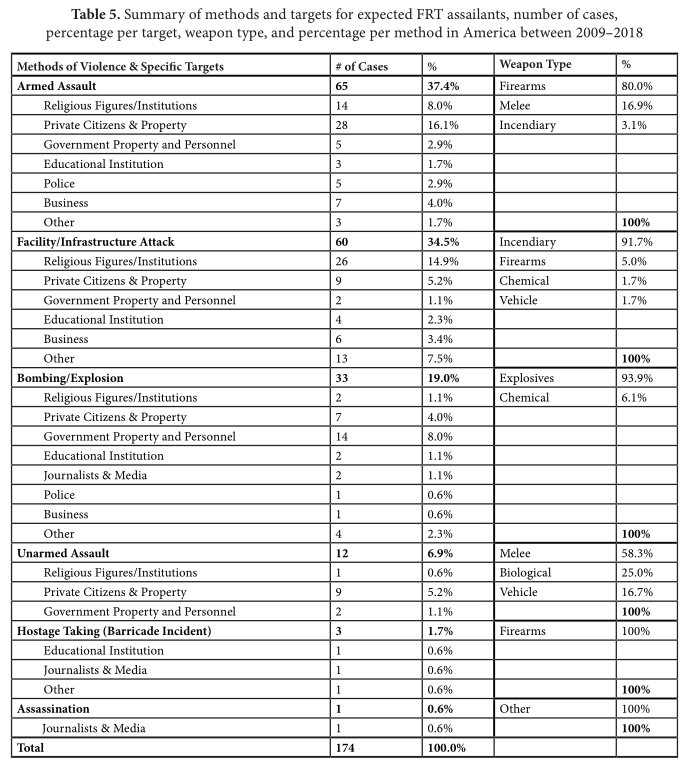 Table 5. Summary of methods and targets for expected FRT assailants, number of cases,
percentage per target, weapon type, and percentage per method in America between 2009–2018
Methods of Violence & Specific Targets # of Cases % Weapon Type %
Armed Assault 65 37.4% Firearms 80.0%
Religious Figures/Institutions 14 8.0% Melee 16.9%
Private Citizens & Property 28 16.1% Incendiary 3.1%
Government Property and Personnel 5 2.9%
Educational Institution 3 1.7%
Police 5 2.9%
Business 7 4.0%
Other 3 1.7% 100%
Facility/Infrastructure Attack 60 34.5% Incendiary 91.7%
Religious Figures/Institutions 26 14.9% Firearms 5.0%
Private Citizens & Property 9 5.2% Chemical 1.7%
Government Property and Personnel 2 1.1% Vehicle 1.7%
Educational Institution 4 2.3%
Business 6 3.4%
Other 13 7.5% 100%
Bombing/Explosion 33 19.0% Explosives 93.9%
Religious Figures/Institutions 2 1.1% Chemical 6.1%
Private Citizens & Property 7 4.0%
Government Property and Personnel 14 8.0%
Educational Institution 2 1.1%
Journalists & Media 2 1.1%
Police 1 0.6%
Business 1 0.6%
Other 4 2.3% 100%
Unarmed Assault 12 6.9% Melee 58.3%
Religious Figures/Institutions 1 0.6% Biological 25.0%
Private Citizens & Property 9 5.2% Vehicle 16.7%
Government Property and Personnel 2 1.1% 100%
Hostage Taking (Barricade Incident) 3 1.7% Firearms 100%
Educational Institution 1 0.6%
Journalists & Media 1 0.6%
Other 1 0.6% 100%
Assassination 1 0.6% Other 100%
Journalists & Media 1 0.6% 100%
Total 174 100.0%